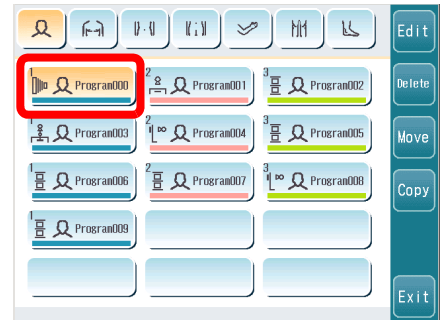 Edit
1 Program000 2 Program001 3 Program002 Delete
1 Program003 2 Program004 3 Program005 Move
1 Program006 2 Program007 3 Program008 Copy
1 Program009
Exit